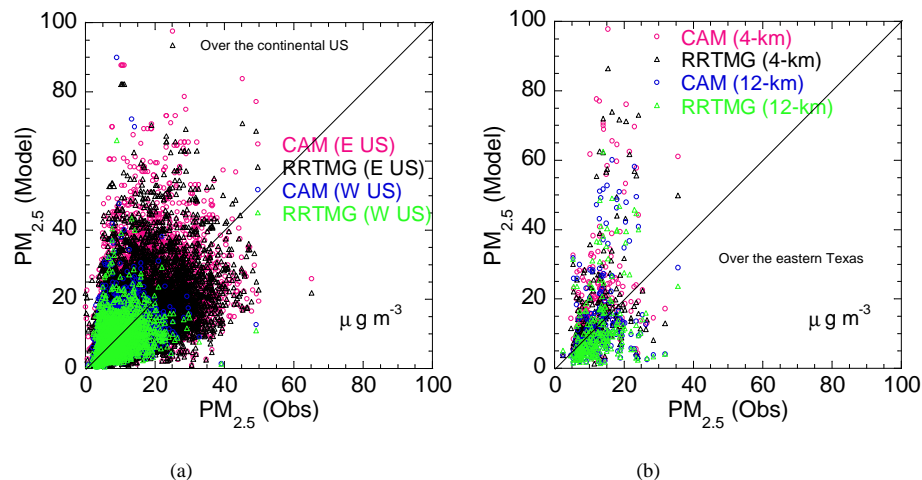 100
80
60
40
20
0
PM2.5 (Model)
Over the continental US
CAM (E US)
RRTMG (E US)
CAM (W US)
RRTMG (W US)
μ g m-3
0 20 40 60 80 100
PM2.5 (Obs)
(a)
100
80
60
40
20
0
PM2.5 (Model)
CAM (4-km)
RRTMG (4-km)
CAM (12-km)
RRTMG (12-km)
Over the eastern Texas
μ g m-3
0 20 40 60 80 100
PM2.5 (Obs)
(b)